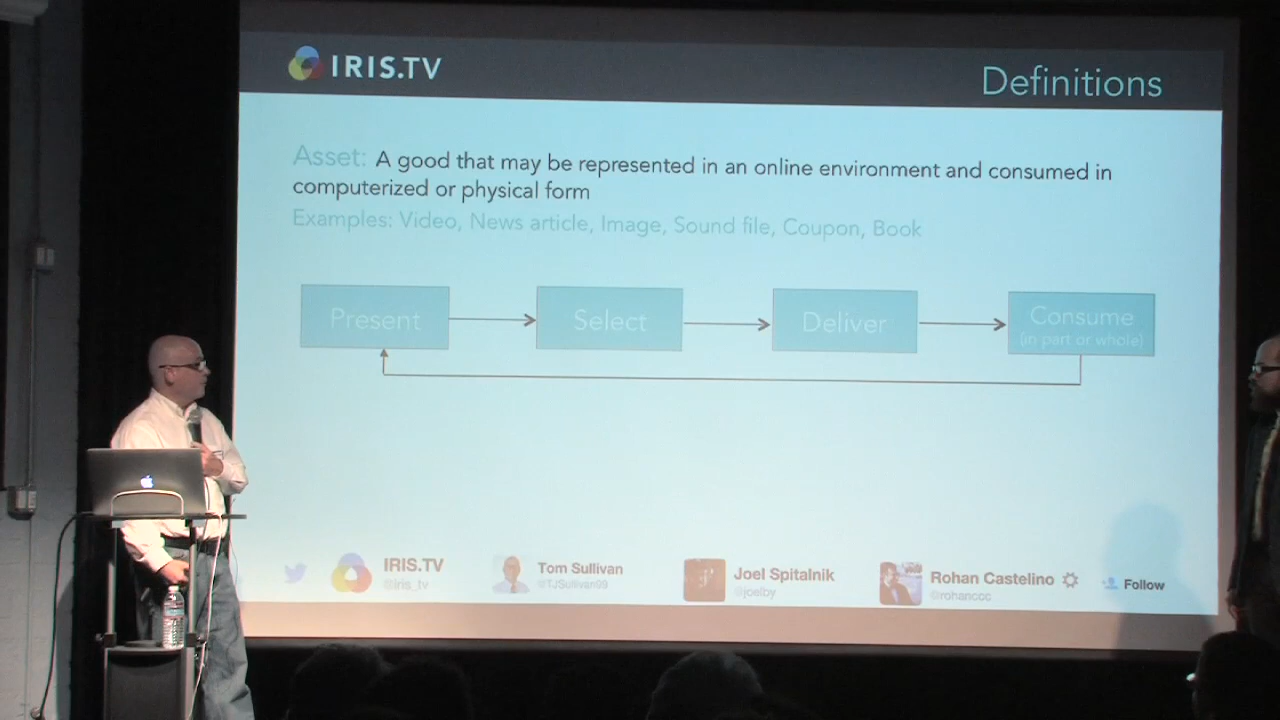 IRIS.TV
Definitions
Asset: A good that may be represented in an online environment and consumed in
computerized or physical form
Examples: Video, News article, Image, Sound file, Coupon, Book
Present
Select
Deliver
Consume
(in part or whole)
IRIS.TV
@iris_tv
Tom Sullivan
@TJSullivan99
Joel Spitalnik
@joelby
Rohan Castelino
@rohanccc
Follow